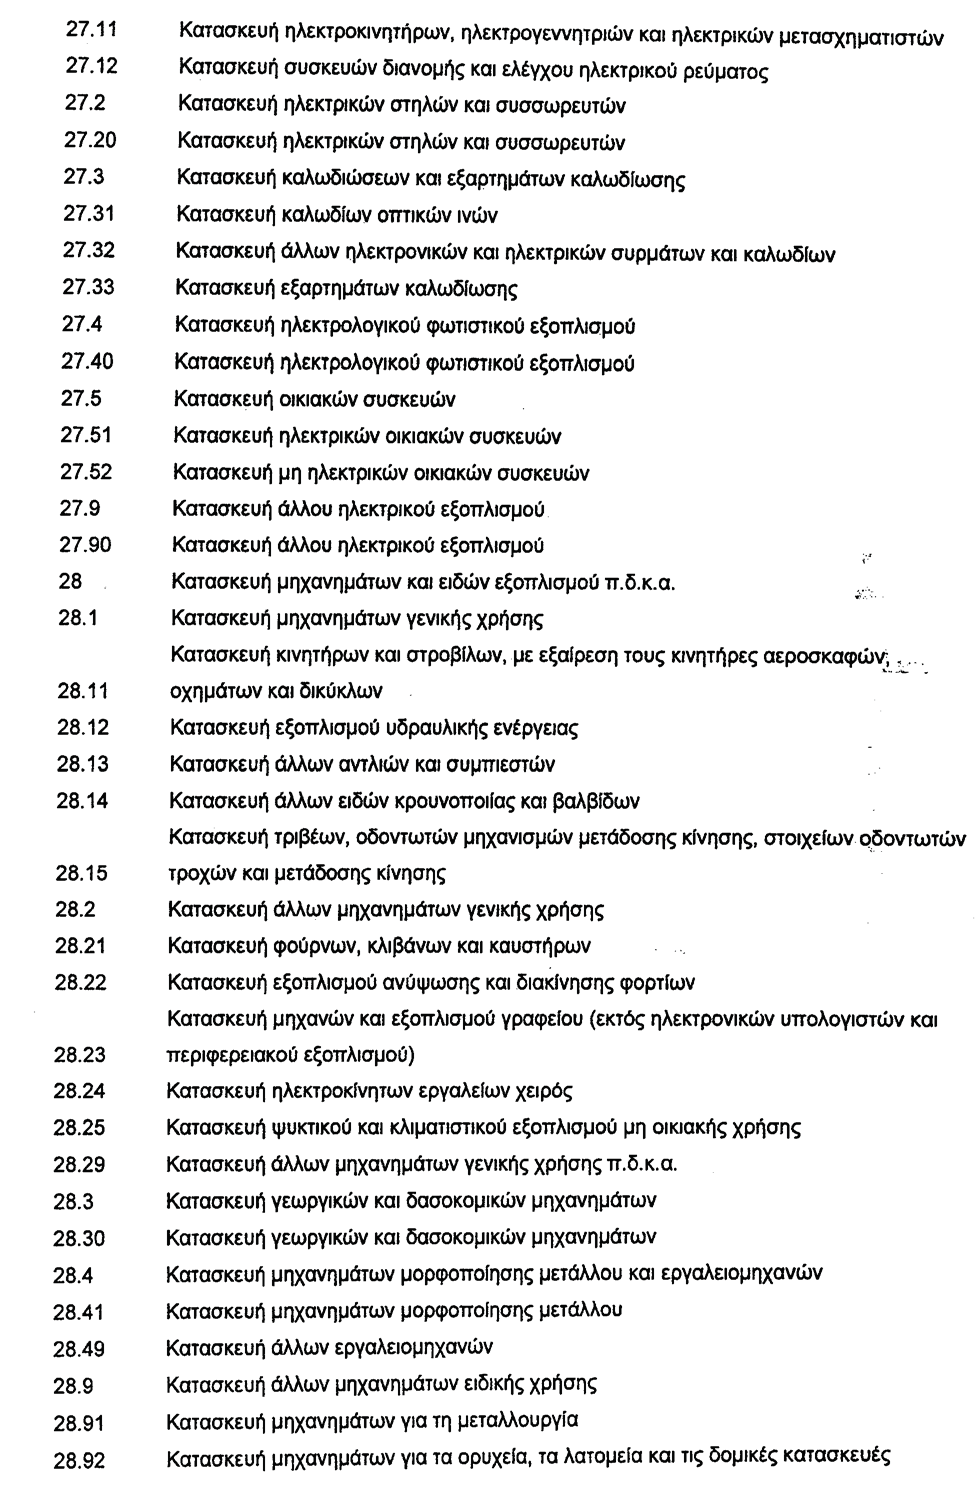 27.11 Κατασκευή ηλεκτροκινητήρων, ηλεκτρογεννητριών και ηλεκτρικών μετασχηματιστών
27.12 Κατασκευή συσκευών διανομής και ελέγχου ηλεκτρικού ρεύματος
27.2 Κατασκευή ηλεκτρικών στηλών και συσσωρευτών
27.20 Κατασκευή ηλεκτρικών στηλών και συσσωρευτών
27.3 Κατασκευή καλωδιώσεων και εξαρτημάτων καλωδίωσης
27.31 Κατασκευή καλωδίων οπτικών ινών
27.32 Κατασκευή άλλων ηλεκτρονικών και ηλεκτρικών συρμάτων και καλωδίων
27.33 Κατασκευή εξαρτημάτων καλωδίωσης
27.4 Κατασκευή ηλεκτρολογικού φωτιστικού εξοπλισμού
27.40 Κατασκευή ηλεκτρολογικού φωτιστικού εξοπλισμού
27.5 Κατασκευή οικιακών συσκευών
27.51 Κατασκευή ηλεκτρικών οικιακών συσκευών
27.52 Κατασκευή μη ηλεκτρικών οικιακών συσκευών
27.9 Κατασκευή άλλου ηλεκτρικού εξοπλισμού
27.90 Κατασκευή άλλου ηλεκτρικού εξοπλισμού
28 Κατασκευή μηχανημάτων και ειδών εξοπλισμού π.δ.κ.α.
28.1 Κατασκευή μηχανημάτων γενικής χρήσης
Κατασκευή κινητήρων και στροβίλων, με εξαίρεση τους κινητήρες αεροσκαφών,
28.11 οχημάτων και δικύκλων
28.12 Κατασκευή εξοπλισμού υδραυλικής ενέργειας
28.13 Κατασκευή άλλων αντλιών και συμπιεστών
28.14 Κατασκευή άλλων ειδών κρουνοποιίας και βαλβίδων
Κατασκευή τριβέων, οδοντωτών μηχανισμών μετάδοσης κίνησης, στοιχείων οδοντωτών
28.15 τροχών και μετάδοσης κίνησης
28.2 Κατασκευή άλλων μηχανημάτων γενικής χρήσης
28.21 Κατασκευή φούρνων, κλιβάνων και καυστήρων
28.22 Κατασκευή εξοπλισμού ανύψωσης και διακίνησης φορτίων
Κατασκευή μηχανών και εξοπλισμού γραφείου (εκτός ηλεκτρονικών υπολογιστών και
28.23 περιφερειακού εξοπλισμού)
28.24 Κατασκευή ηλεκτροκίνητων εργαλείων χειρός
28.25 Κατασκευή ψυκτικού και κλιματιστικού εξοπλισμού μη οικιακής χρήσης
28.29 Κατασκευή άλλων μηχανημάτων γενικής χρήσης π.δ.κ.α.
28.3 Κατασκευή γεωργικών και δασοκομικών μηχανημάτων
28.30 Κατασκευή γεωργικών και δασοκομικών μηχανημάτων
28.4 Κατασκευή μηχανημάτων μορφοποίησης μετάλλου και εργαλειομηχανών
28.41 Κατασκευή μηχανημάτων μορφοποίησης μετάλλου
28.49 Κατασκευή άλλων εργαλειομηχανών
28.9 Κατασκευή άλλων μηχανημάτων ειδικής χρήσης
28.91 Κατασκευή μηχανημάτων για τη μεταλλουργία
28.92 Κατασκευή μηχανημάτων για τα ορυχεία, τα λατομεία και τις δομικές κατασκευές